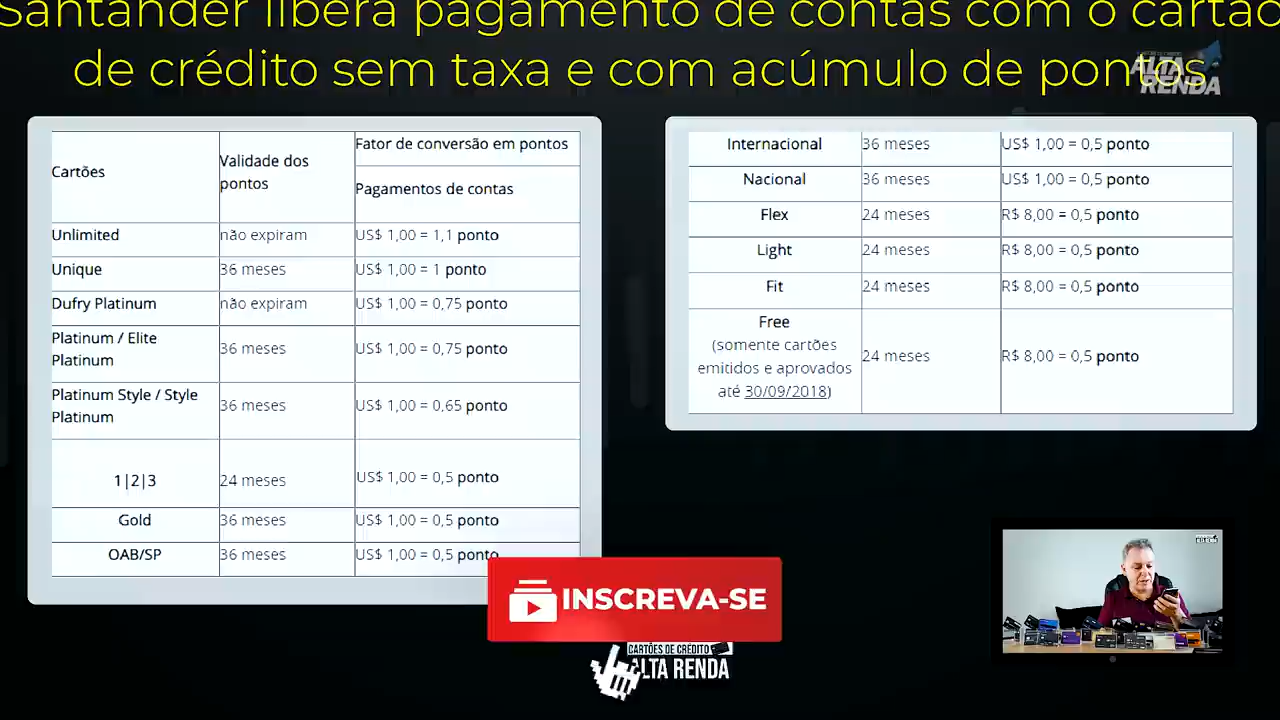 Santander libera pagamento de contas com o cartão
de crédito sem taxa e com acúmulo de pontos
ALTA
RENDA
Cartões
Validade dos
pontos
Fator de conversão em pontos
Pagamentos de contas
Unlimited não expiram US$ 1,00 = 1,1 ponto
Unique 36 meses US$ 1,00 = 1 ponto
Dufry Platinum não expiram US$ 1,00 = 0,75 ponto
Platinum / Elite
Platinum
36 meses US$ 1,00 = 0,75 ponto
Platinum Style / Style
Platinum
36 meses US$ 1,00 = 0,65 ponto
1|2|3 24 meses US$ 1,00 = 0,5 ponto
Gold 36 meses US$ 1,00 = 0,5 ponto
OAB/SP 36 meses US$ 1,00 = 0,5 ponto
Internacional 36 meses US$ 1,00 = 0,5 ponto
Nacional 36 meses US$ 1,00 = 0,5 ponto
Flex 24 meses R$ 8,00 = 0,5 ponto
Light 24 meses R$ 8,00 = 0,5 ponto
Fit 24 meses R$ 8,00 = 0,5 ponto
Free
(somente cartões
emitidos e aprovados
até 30/09/2018)
24 meses R$ 8,00 = 0,5 ponto
INSCREVA-SE
CARTÕES DE CRÉDITO
ALTA RENDA